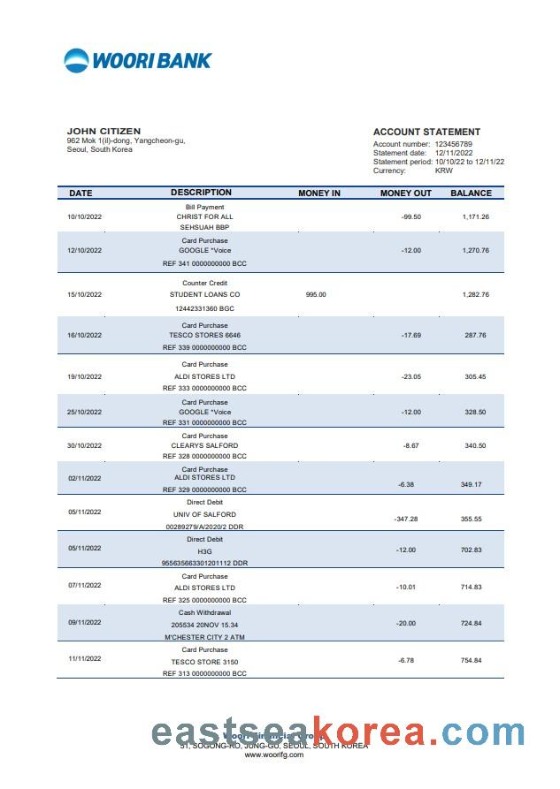 WOORI BANK
JOHN CITIZEN
962 Mok 1(il)-dong, Yangcheon-gu,
Seoul, South Korea
ACCOUNT STATEMENT
Account number: 123456789
Statement date: 12/11/2022
Statement period: 10/10/22 to 12/11/22
Currency: KRW
DATE DESCRIPTION MONEY IN MONEY OUT BALANCE
Bill Payment
10/10/2022 CHRIST FOR ALL -99.50 1,171.26
SEHSUAH BBP
Card Purchase
12/10/2022 GOOGLE *Voice -12.00 1,270.76
REF 341 0000000000 BCC
Counter Credit
15/10/2022 STUDENT LOANS CO 995.00 1,282.76
12442331360 BGC
Card Purchase
16/10/2022 TESCO STORES 6646 -17.69 287.76
REF 339 0000000000 BCC
Card Purchase
19/10/2022 ALDI STORES LTD -23.05 305.45
REF 333 0000000000 BCC
Card Purchase
25/10/2022 GOOGLE *Voice -12.00 328.50
REF 331 0000000000 BCC
Card Purchase
30/10/2022 CLEARYS SALFORD -8.67 340.50
REF 328 0000000000 BCC
Card Purchase
02/11/2022 ALDI STORES LTD -6.38 349.17
REF 329 0000000000 BCC
Direct Debit
05/11/2022 UNIV OF SALFORD -347.28 355.55
00289279/A/2020/2 DDR
Direct Debit
05/11/2022 H3G -12.00 702.83
955635663301201112 DDR
Card Purchase
07/11/2022 ALDI STORES LTD -10.01 714.83
REF 325 0000000000 BCC
Cash Withdrawal
09/11/2022 205534 20NOV 15.34 -20.00 724.84
M'CHESTER CITY 2 ATM
Card Purchase
11/11/2022 TESCO STORE 3150 -6.78 754.84
REF 313 0000000000 BCC
eastseakorea.com
Woori Financial Group
51, SOGONG-RO, JUNG-GU, SEOUL, SOUTH KOREA
www.woorifg.com